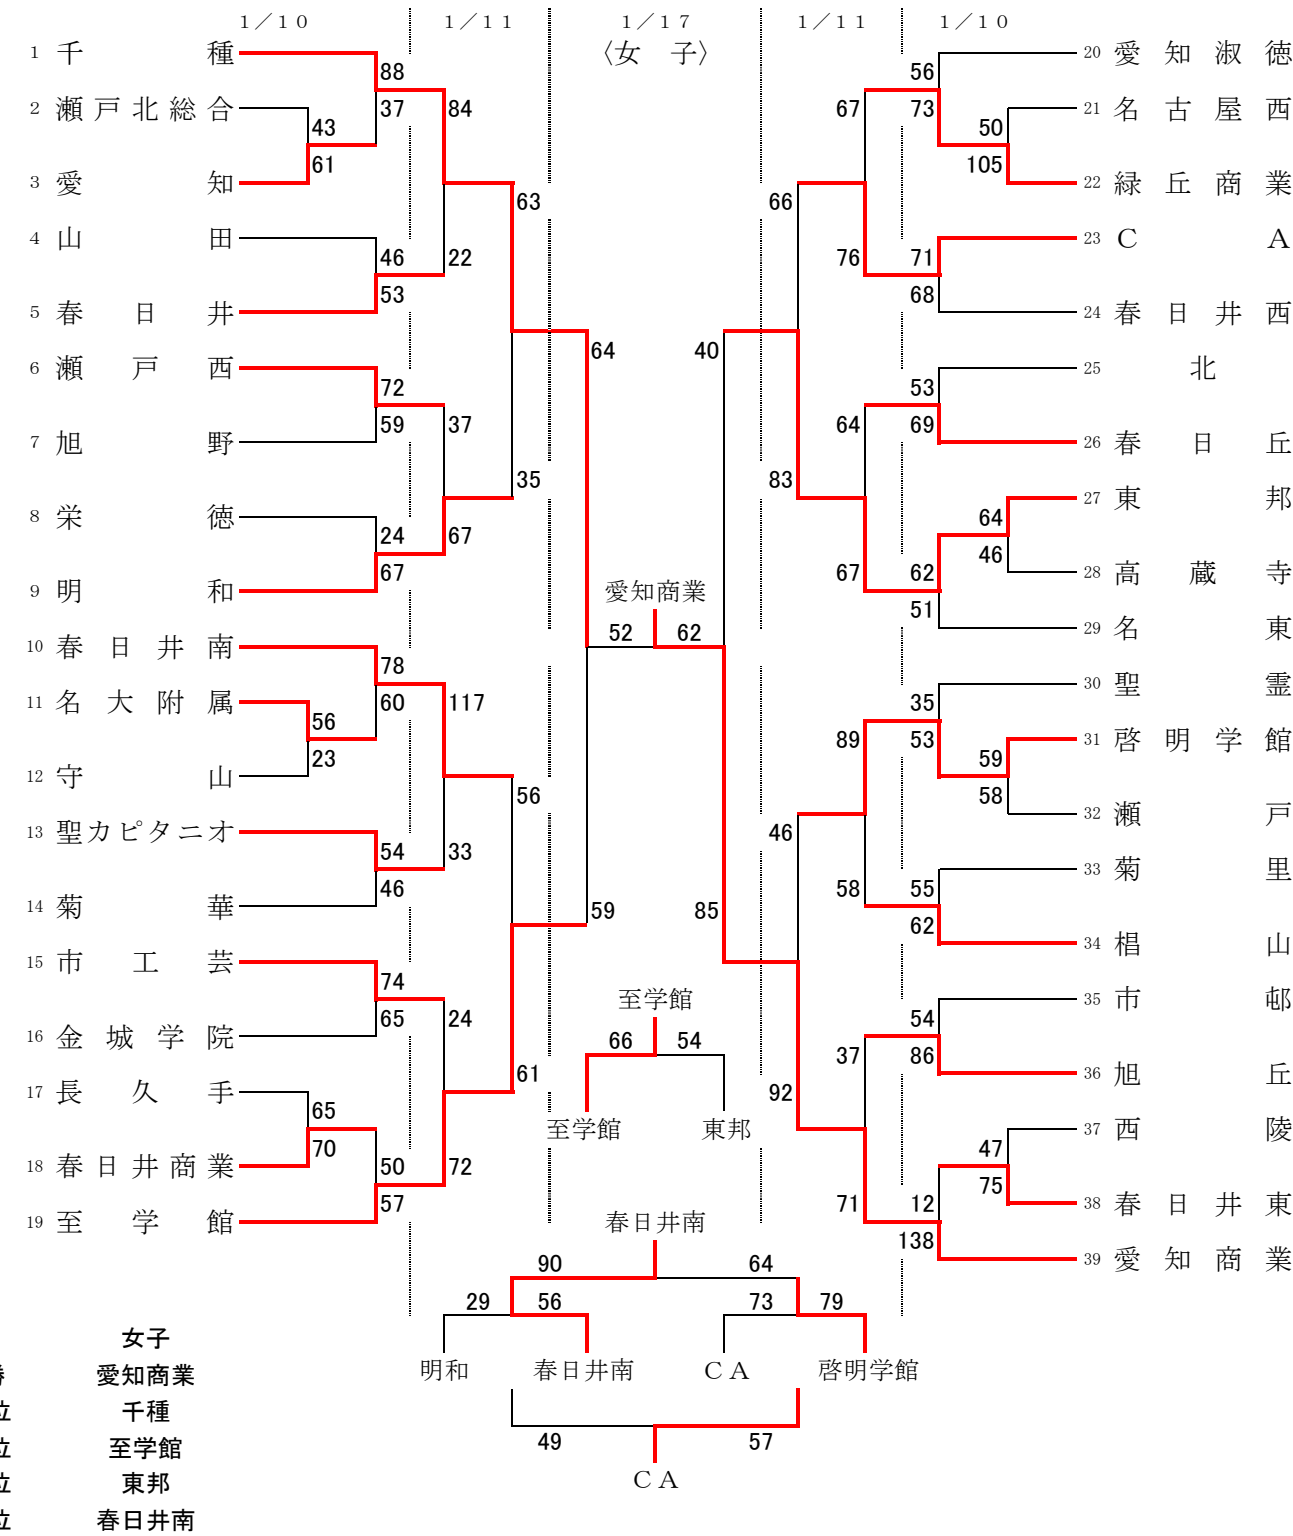 1／10 1／11 1／17 1／11 1／10
〈女 子〉
1 千種
20 愛知淑徳
88
56
2 瀬戸北総合
37 84
67 73
21 名古屋西
43
50
61
105
3 愛知
22 緑丘商業
63
66
4 山田
23 CA
46 22
76 71
53
68
5 春日井
24 春日井西
64
40
6 瀬戸西
25 北
72
53
59 37
64 69
7 旭野
26 春日丘
35
83
8 栄徳
27 東邦
64
24 67
46
67
67 62
28 高蔵寺
9 明和
愛知商業
51
52 62
29 名東
10 春日井南
30 聖霊
78
35
11 名大附属
60 117
89 53
31 啓明学館
56
59
23
58
12 守山
56
46
32 瀬戸
13 聖カピタニオ
33 菊里
54 33
58 55
46
62
14 菊華
59
85
34 椙山
15 市工芸
35 市邨
74
至学館
54
65 24
66 54
37 86
16 金城学院
61
92
36 旭丘
17 長久手
至学館 東邦
37 西陵
65
47
70
75
18 春日井商業
50 72
71 12
38 春日井東
57
138
19 至学館
春日井南
39 愛知商業
90 64
29 56 73 79
女子
明和 春日井南 CA 啓明学館
勝 愛知商業
位 千種
49 57
位 至学館
CA
位 東邦
位 春日井南